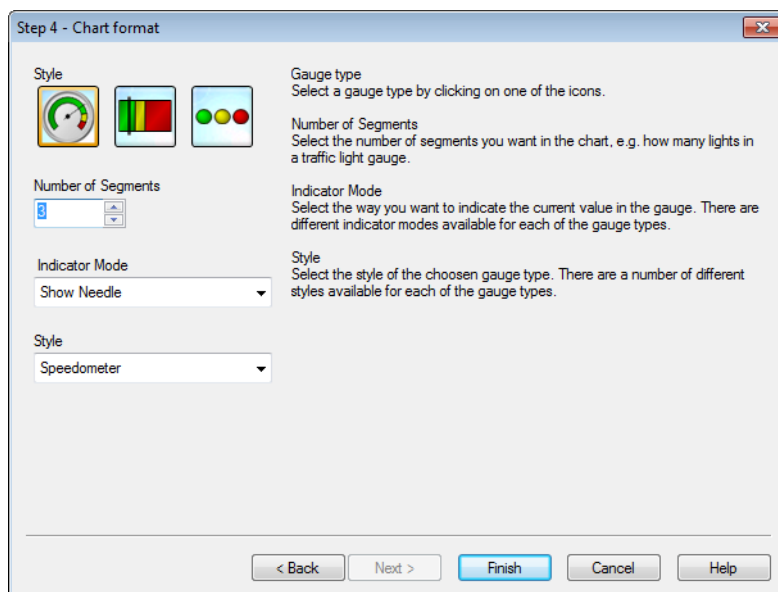 Step 4 - Chart format
Style
Number of Segments
3
Indicator Mode
Show Needle
Style
Speedometer
Gauge type
Select a gauge type by clicking on one of the icons.
Number of Segments
Select the number of segments you want in the chart, e.g. how many lights in
a traffic light gauge.
Indicator Mode
Select the way you want to indicate the current value in the gauge. There are
different indicator modes available for each of the gauge types.
Style
Select the style of the choosen gauge type. There are a number of different
styles available for each of the gauge types.
< Back
Next >
Finish
Cancel
Help